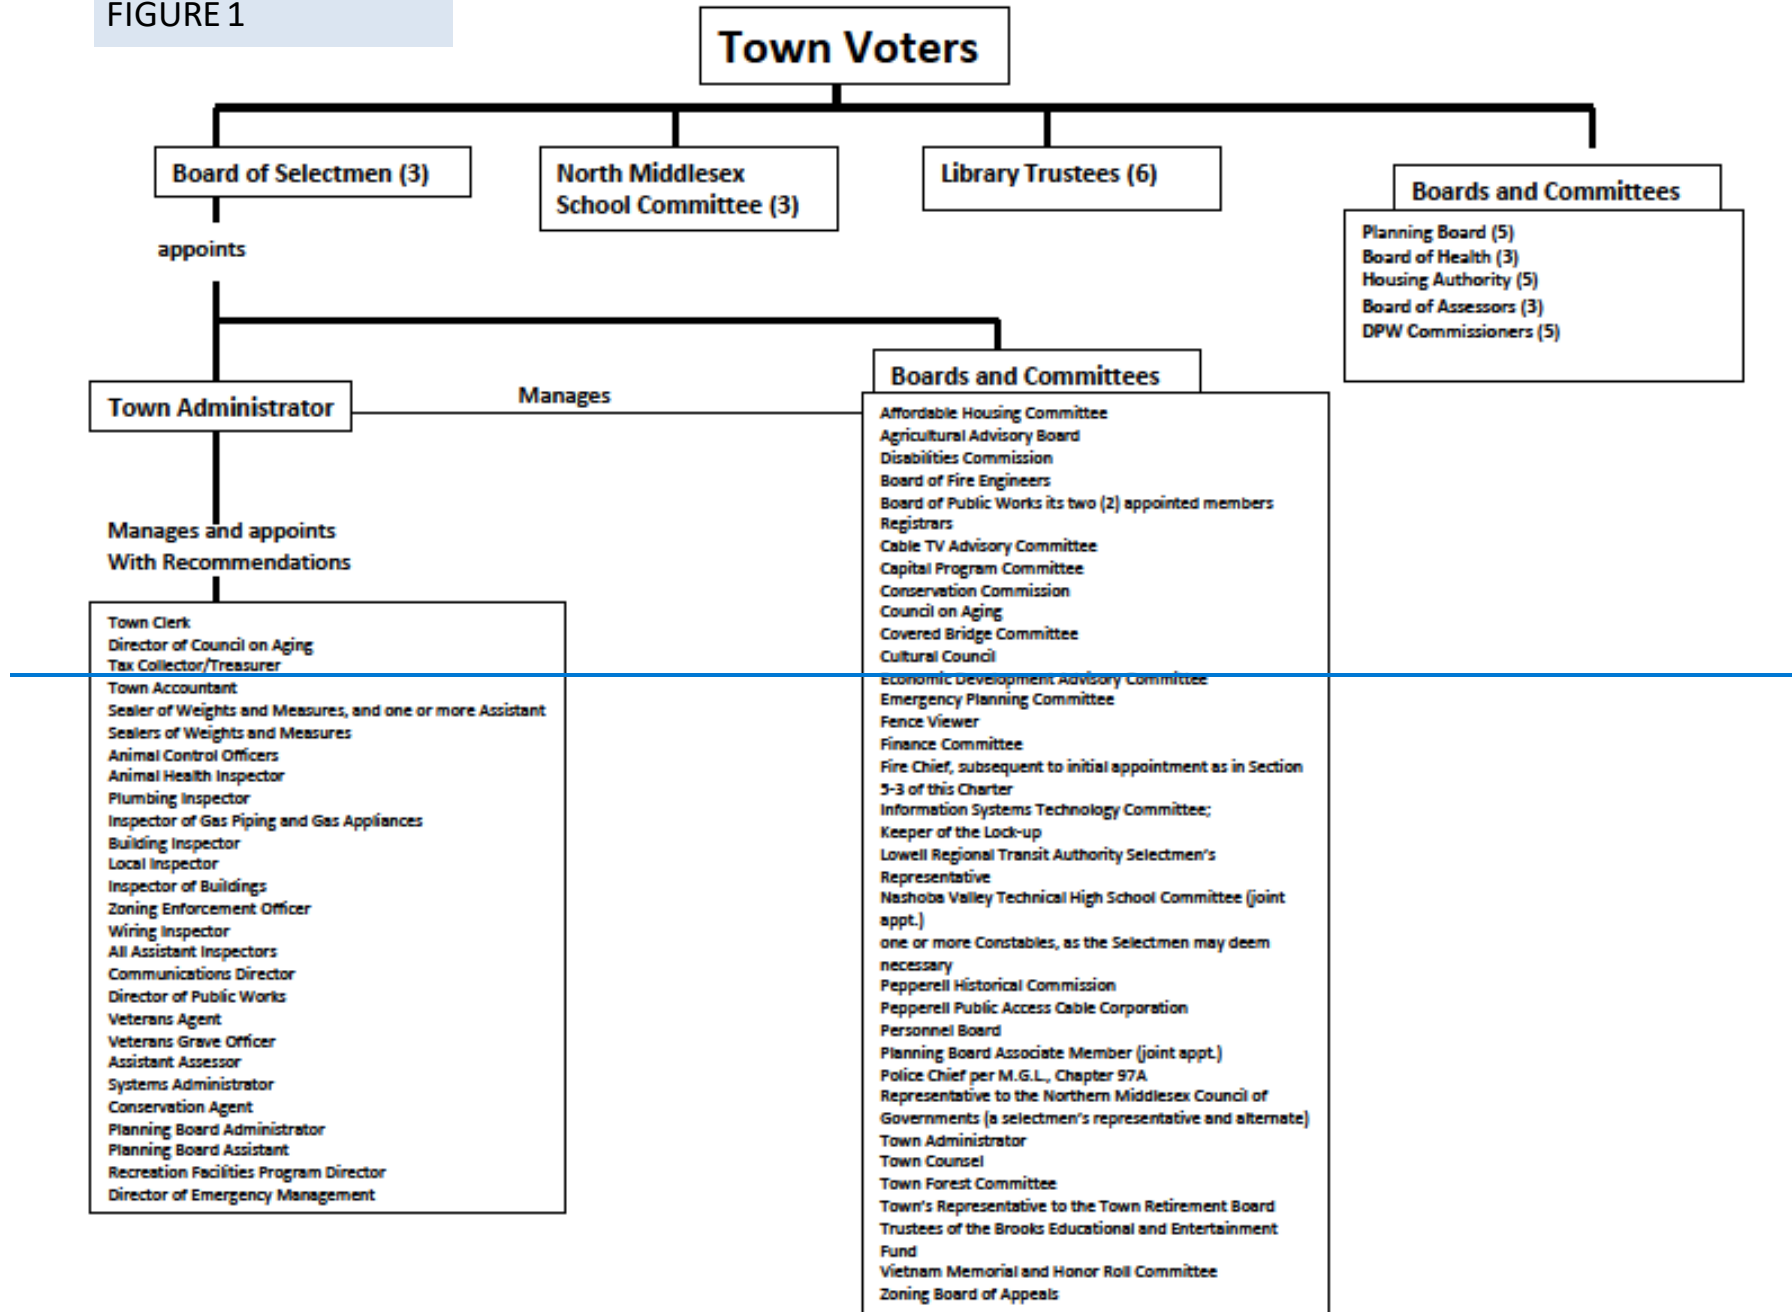 FIGURE 1
Town Voters
Board of Selectmen (3)
North Middlesex
School Committee (3)
Library Trustees (6)
Boards and Committees
Planning Board (5)
Board of Health (3)
Housing Authority (5)
Board of Assessors (3)
DPW Commissioners (5)
appoints
Town Administrator
Manages
Boards and Committees
Affordable Housing Committee
Agricultural Advisory Board
Disabilities Commission
Board of Fire Engineers
Board of Public Works its two (2) appointed members
Registrars
Cable TV Advisory Committee
Capital Program Committee
Conservation Commission
Council on Aging
Covered Bridge Committee
Cultural Council
Economic Development Advisory Committee
Emergency Planning Committee
Fence Viewer
Finance Committee
Fire Chief, subsequent to initial appointment as in Section
5-3 of this Charter
Information Systems Technology Committee;
Keeper of the Lock-up
Lowell Regional Transit Authority Selectmen's
Representative
Nashoba Valley Technical High School Committee (joint
appt.)
one or more Constables, as the Selectmen may deem
necessary
Pepperell Historical Commission
Pepperell Public Access Cable Corporation
Personnel Board
Planning Board Associate Member (joint appt.)
Police Chief per M.G.L., Chapter 97A
Representative to the Northern Middlesex Council of
Governments (a selectmen's representative and alternate)
Town Administrator
Town Counsel
Town Forest Committee
Town's Representative to the Town Retirement Board
Trustees of the Brooks Educational and Entertainment
Fund
Vietnam Memorial and Honor Roll Committee
Zoning Board of Appeals
Manages and appoints
With Recommendations
Town Clerk
Director of Council on Aging
Tax Collector/Treasurer
Town Accountant
Sealer of Weights and Measures, and one or more Assistant
Sealers of Weights and Measures
Animal Control Officers
Animal Health Inspector
Plumbing Inspector
Inspector of Gas Piping and Gas Appliances
Building Inspector
Local Inspector
Inspector of Buildings
Zoning Enforcement Officer
Wiring Inspector
All Assistant Inspectors
Communications Director
Director of Public Works
Veterans Agent
Veterans Grave Officer
Assistant Assessor
Systems Administrator
Conservation Agent
Planning Board Administrator
Planning Board Assistant
Recreation Facilities Program Director
Director of Emergency Management